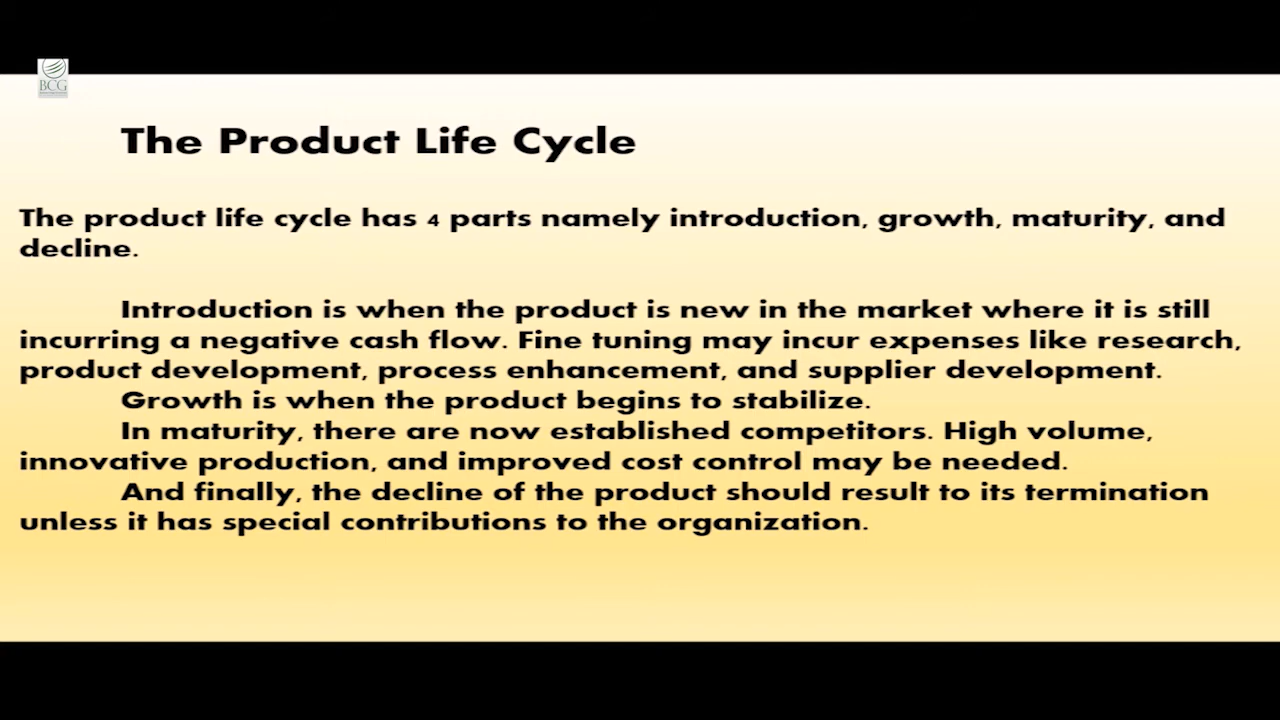 BCG
The Product Life Cycle
The product life cycle has 4 parts namely introduction, growth, maturity, and
decline.
Introduction is when the product is new in the market where it is still
incurring a negative cash flow. Fine tuning may incur expenses like research,
product development, process enhancement, and supplier development.
Growth is when the product begins to stabilize.
In maturity, there are now established competitors. High volume,
innovative production, and improved cost control may be needed.
And finally, the decline of the product should result to its termination
unless it has special contributions to the organization.